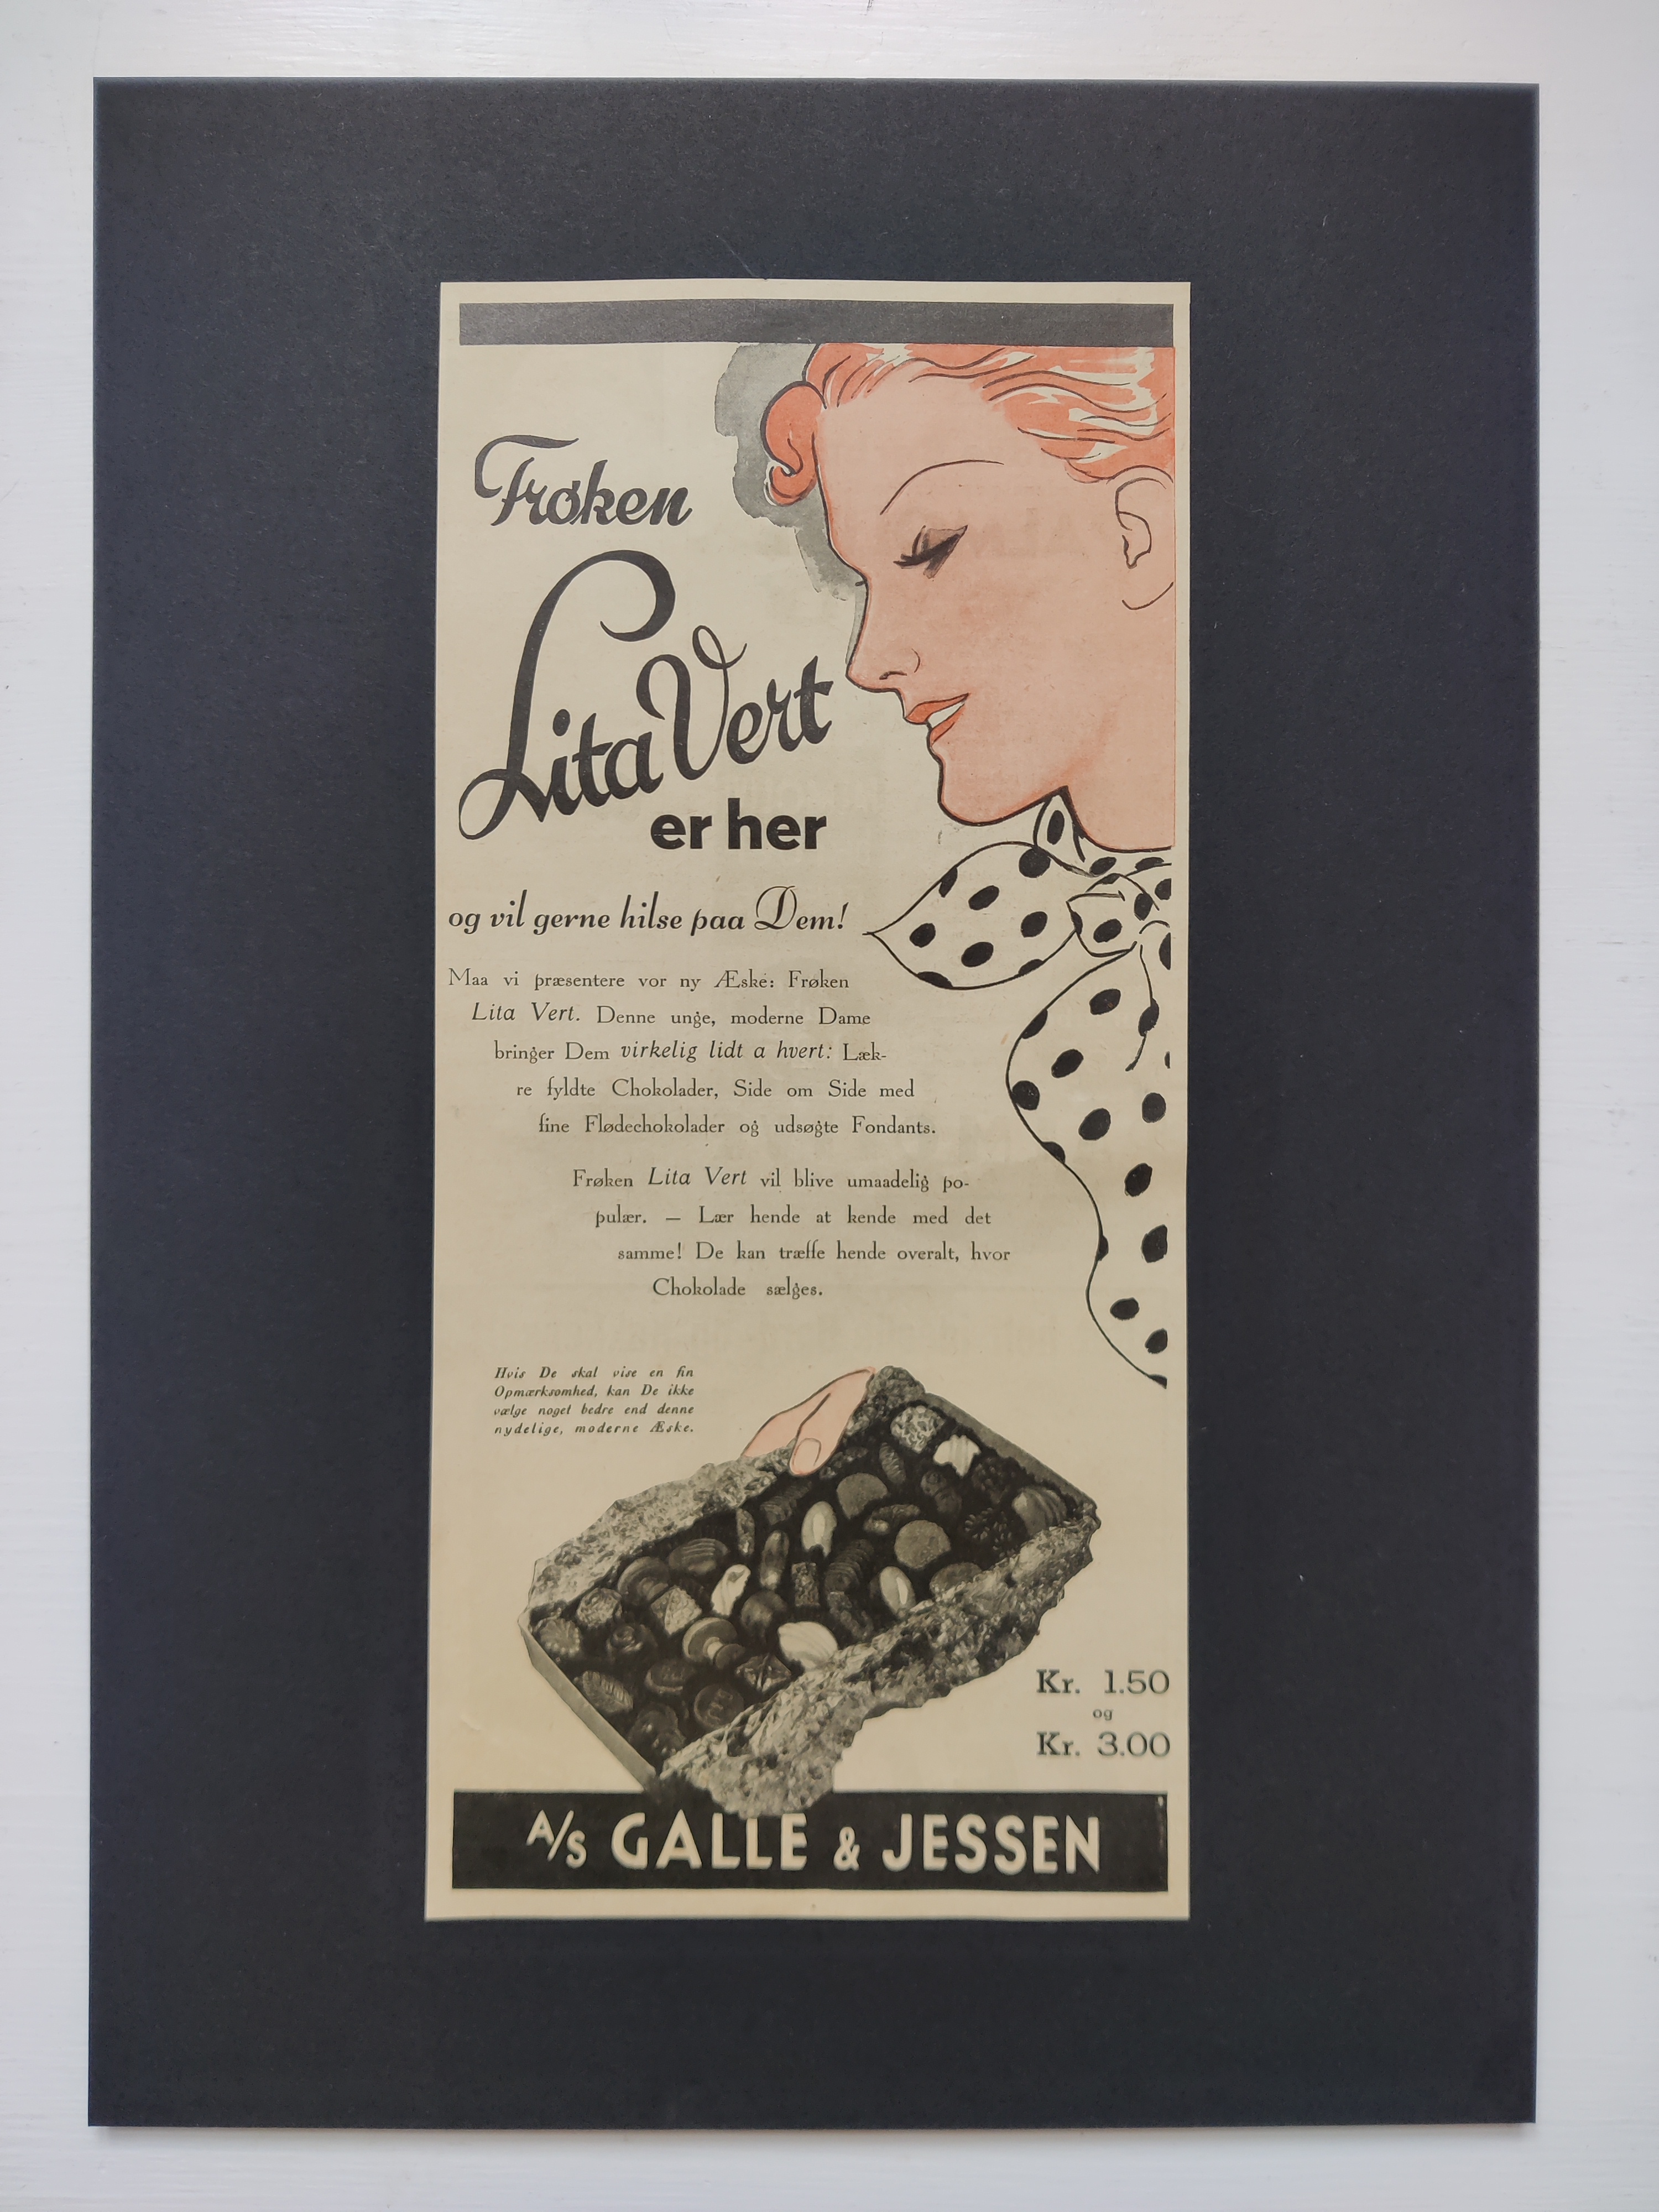 Frøken
Lita Vert
er her
og vil gerne hilse paa Dem!
Maa vi præsentere vor ny Æske: Frøken
Lita Vert. Denne unge, moderne Dame
bringer Dem virkelig lidt a hvert: Læk-
re fyldte Chokolader, Side om Side med
fine Flødechokolader og udsøgte Fondants.
Frøken Lita Vert vil blive umaadelig po-
pulær. — Lær hende at kende med det
samme! De kan træffe hende overalt, hvor
Chokolade sælges.
Hvis De skal vise en fin
Opmærksomhed, kan De ikke
vælge noget bedre end denne
nydelige, moderne Æske.
Kr. 1.50
og
Kr. 3.00
A/S GALLE & JESSEN